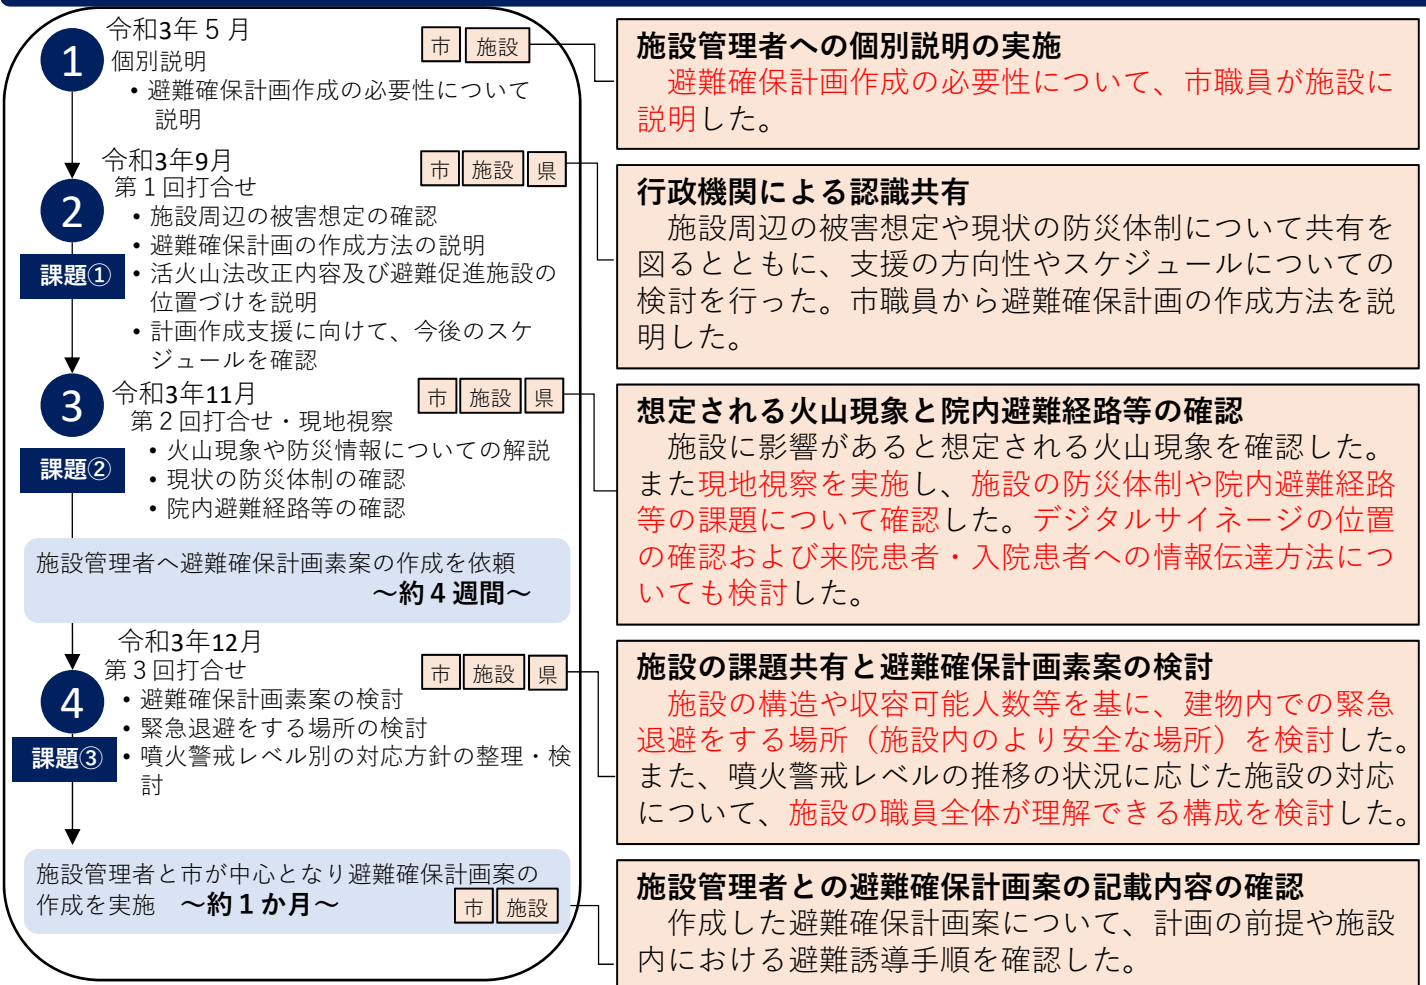 1
令和3年５月
個別説明
• 避難確保計画作成の必要性について
説明
市 施設
2
令和3年9月
第１回打合せ
• 施設周辺の被害想定の確認
• 避難確保計画の作成方法の説明
• 活火山法改正内容及び避難促進施設の
位置づけを説明
• 計画作成支援に向けて、今後のスケ
ジュールを確認
市 施設 県
課題①
3
令和3年11月
第２回打合せ・現地視察
• 火山現象や防災情報についての解説
• 現状の防災体制の確認
• 院内避難経路等の確認
市 施設 県
課題②
施設管理者へ避難確保計画素案の作成を依頼
～約４週間～
4
令和3年12月
第３回打合せ
• 避難確保計画素案の検討
• 緊急退避をする場所の検討
• 噴火警戒レベル別の対応方針の整理・検
討
市 施設 県
課題③
施設管理者と市が中心となり避難確保計画案の
作成を実施　～約１か月～
市 施設
施設管理者への個別説明の実施
避難確保計画作成の必要性について、市職員が施設に
説明した。
行政機関による認識共有
施設周辺の被害想定や現状の防災体制について共有を
図るとともに、支援の方向性やスケジュールについての
検討を行った。市職員から避難確保計画の作成方法を説
明した。
想定される火山現象と院内避難経路等の確認
施設に影響があると想定される火山現象を確認した。
また現地視察を実施し、施設の防災体制や院内避難経路
等の課題について確認した。デジタルサイネージの位置
の確認および来院患者・入院患者への情報伝達方法につ
いても検討した。
施設の課題共有と避難確保計画素案の検討
施設の構造や収容可能人数等を基に、建物内での緊急
退避をする場所（施設内のより安全な場所）を検討した。
また、噴火警戒レベルの推移の状況に応じた施設の対応
について、施設の職員全体が理解できる構成を検討した。
施設管理者との避難確保計画案の記載内容の確認
作成した避難確保計画案について、計画の前提や施設
内における避難誘導手順を確認した。